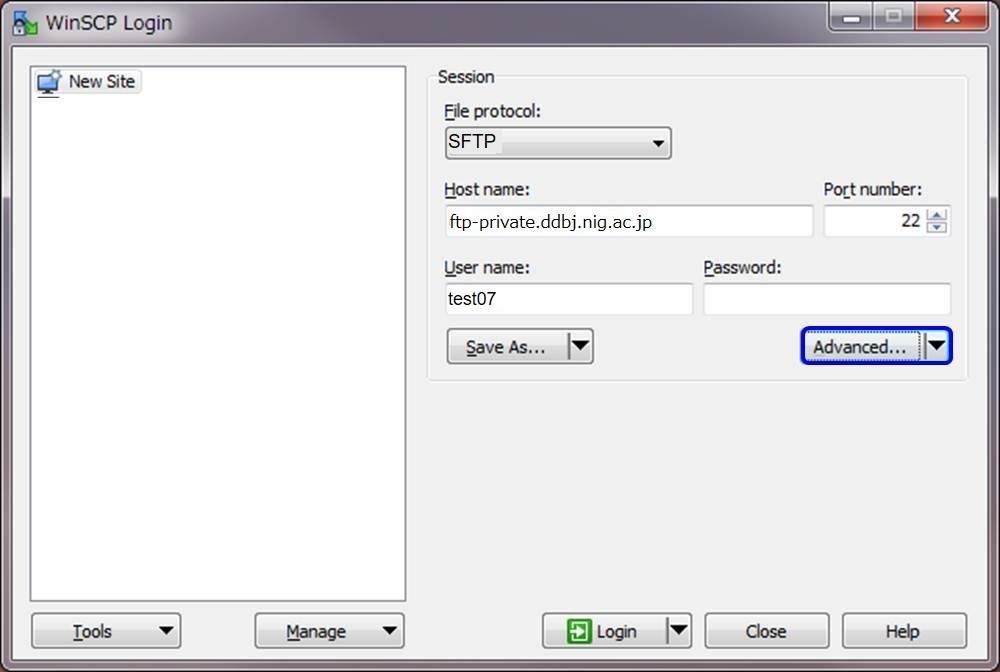 WinSCP Login
New Site
Session
File protocol:
SFTP
Host name: Port number:
ftp-private.ddbj.nig.ac.jp 22
User name: Password:
test07
Save As... Advanced...
Tools Manage Login Close Help